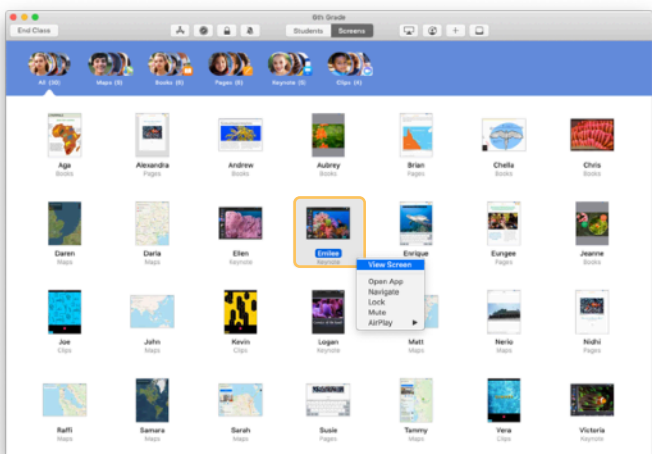 6th Grade
End Class
Students Screens
All (30) Maps (9) Books (6) Pages (6) Keynote (5) Clips (4)
Aga Alexandra Andrew Aubrey Brian Chella Chris
Books Pages Books Books Pages Books Books
Daren Daria Ellen Emilee Enrique Eungee Jeanne
Maps Maps Keynote Keynote Pages Books
View Screen
Open App
Navigate
Lock
Mute
AirPlay
Joe John Kevin Logan Matt Nerio Nidhi
Clips Maps Clips Keynote Maps Maps Pages
Raffi Samara Sarah Susie Tammy Vera Victoria
Maps Maps Maps Pages Maps Clips Keynote